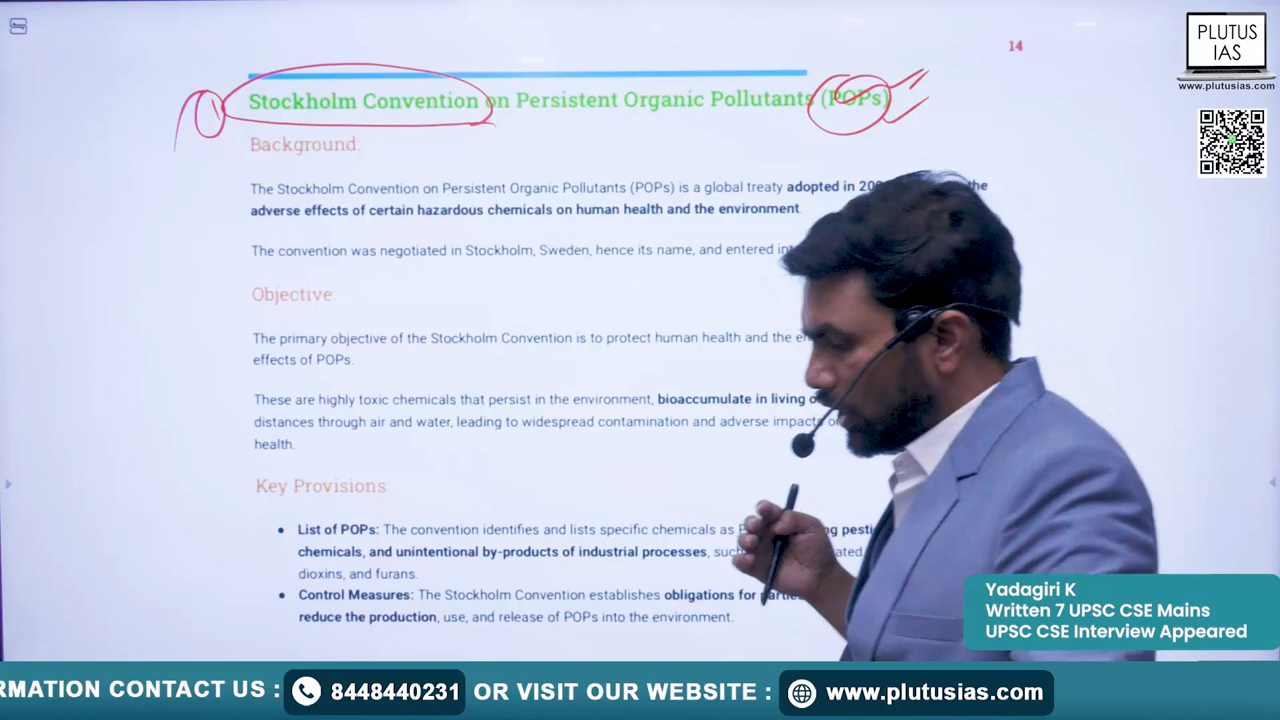 PLUTUS
IAS
www.plutusias.com
14
Stockholm Convention on Persistent Organic Pollutants (POPs)
Background:
The Stockholm Convention on Persistent Organic Pollutants (POPs) is a global treaty adopted in the
adverse effects of certain hazardous chemicals on human health and the environment.
The convention was negotiated in Stockholm, Sweden, hence its name, and entered
Objective:
The primary objective of the Stockholm Convention is to protect human health and the
effects of POPs.
These are highly toxic chemicals that persist in the environment, bioaccumulate in living
distances through air and water, leading to widespread contamination and adverse impacts
health.
Key Provisions:
• List of POPs: The convention identifies and lists specific chemicals as
chemicals, and unintentional by-products of industrial processes,
dioxins, and furans.
• Control Measures: The Stockholm Convention establishes obligations for
reduce the production, use, and release of POPs into the environment.
Yadagiri K
Written 7 UPSC CSE Mains
UPSC CSE Interview Appeared
CONTACT US : 8448440231 OR VISIT OUR WEBSITE : www.plutusias.com